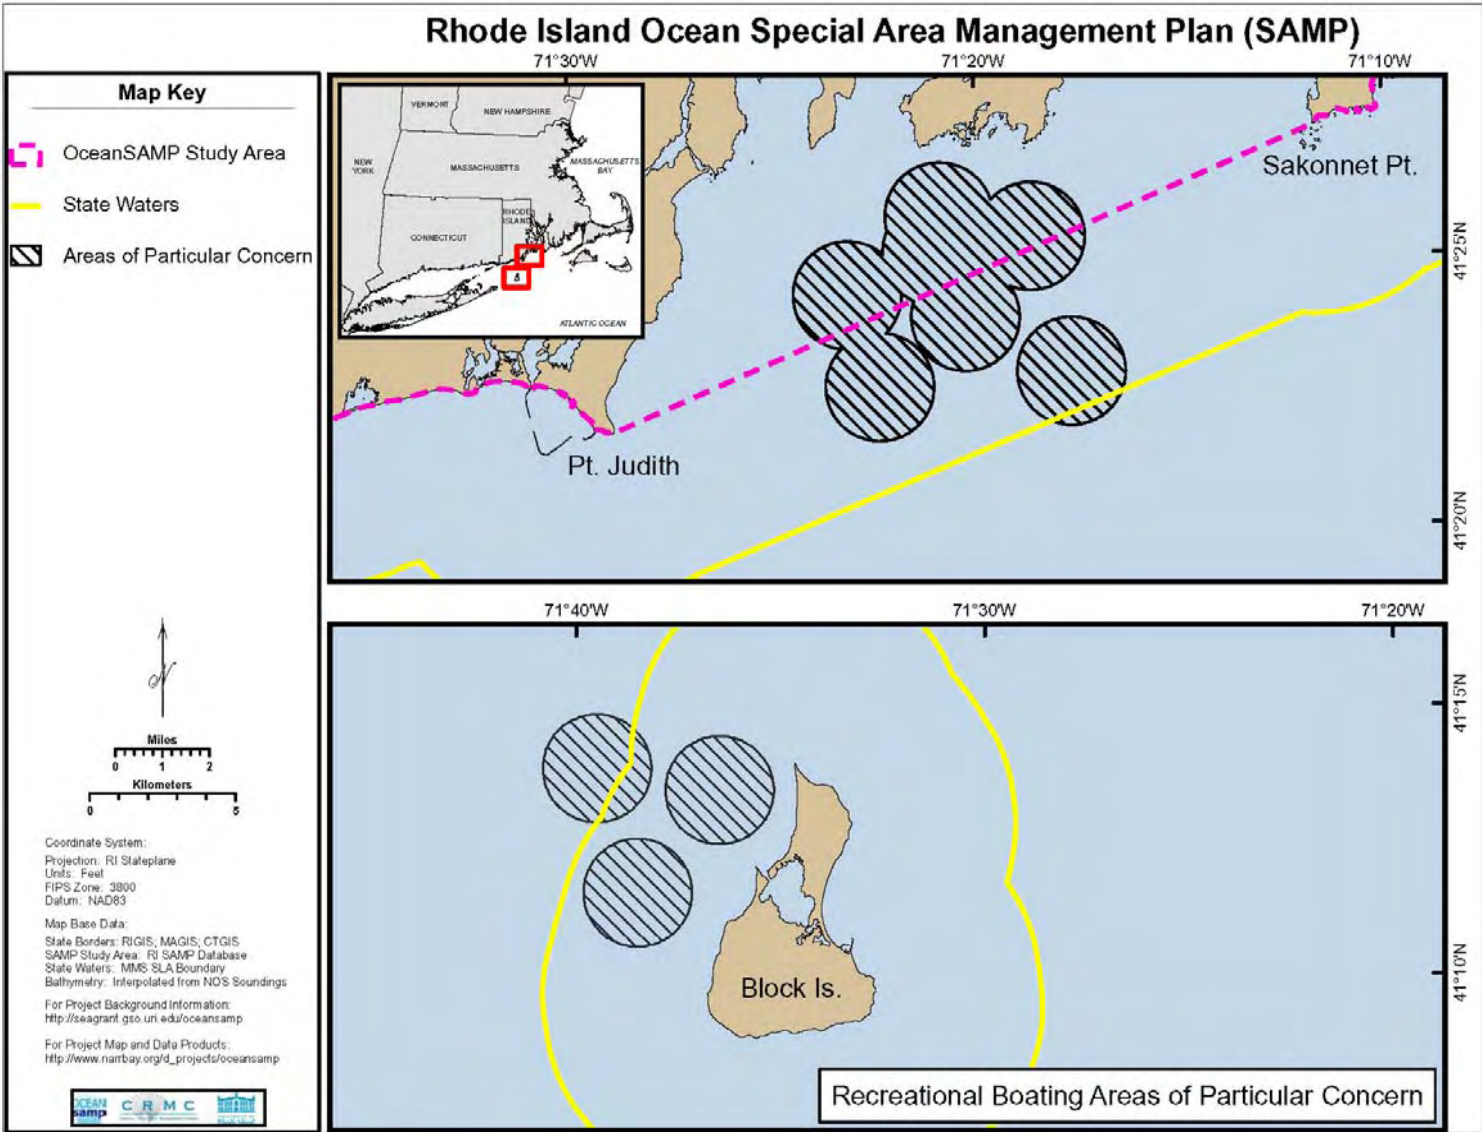 Rhode Island Ocean Special Area Management Plan (SAMP)
Map Key
OceanSAMP Study Area
State Waters
Areas of Particular Concern
Miles
0 1 2
Kilometers
0 5
Coordinate System:
Projection: RI Stateplane
Units: Feet
FIPS Zone: 3800
Datum: NAD83
Map Base Data:
State Borders: RIGIS; MAGIS; CTGIS
SAMP Study Area: RI SAMP Database
State Waters: MMS SLA Boundary
Bathymetry: Interpolated from NOS Soundings
For Project Background Information:
http://seagrant.gso.uri.edu/oceansamp
For Project Map and Data Products:
http://www.narrbay.org/d_projects/oceansamp
OCEAN
samp
CRMC
71°30'W
71°20'W
71°10'W
VERMONT
NEW HAMPSHIRE
NEW
YORK
MASSACHUSETTS
MASSACHUSETTS
BAY
CONNECTICUT
RHODE
ISLAND
ATLANTIC OCEAN
Sakonnet Pt.
Pt. Judith
41°25'N
41°20'N
71°40'W
71°30'W
71°20'W
41°15'N
41°10'N
Block Is.
Recreational Boating Areas of Particular Concern